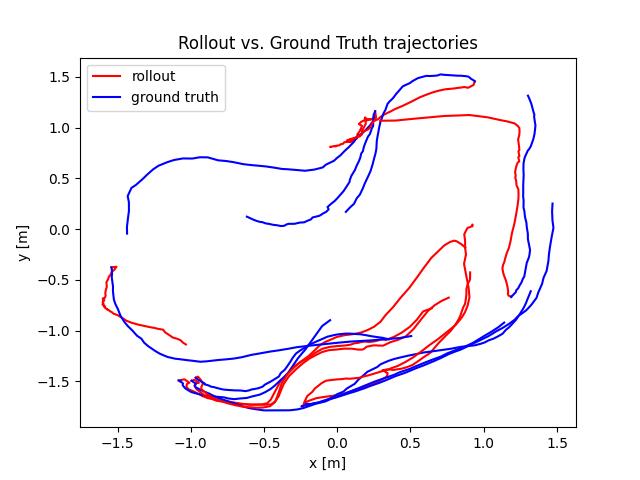 Rollout vs. Ground Truth trajectories
rollout
ground truth
y [m]
1.5
1.0
0.5
0.0
−0.5
−1.0
−1.5
−1.5 −1.0 −0.5 0.0 0.5 1.0 1.5
x [m]